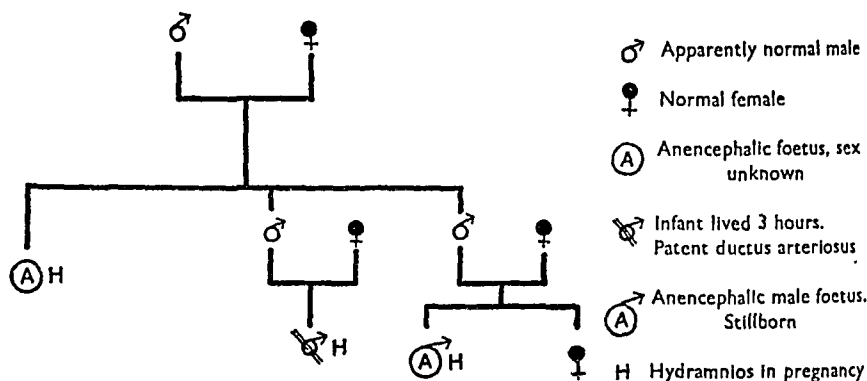 Apparently normal male
Normal female
A Anencephalic foetus, sex
unknown
Infant lived 3 hours.
Patent ductus arteriosus
A H
H
A H
A Anencephalic male foetus.
Stillborn
H Hydramnios in pregnancy